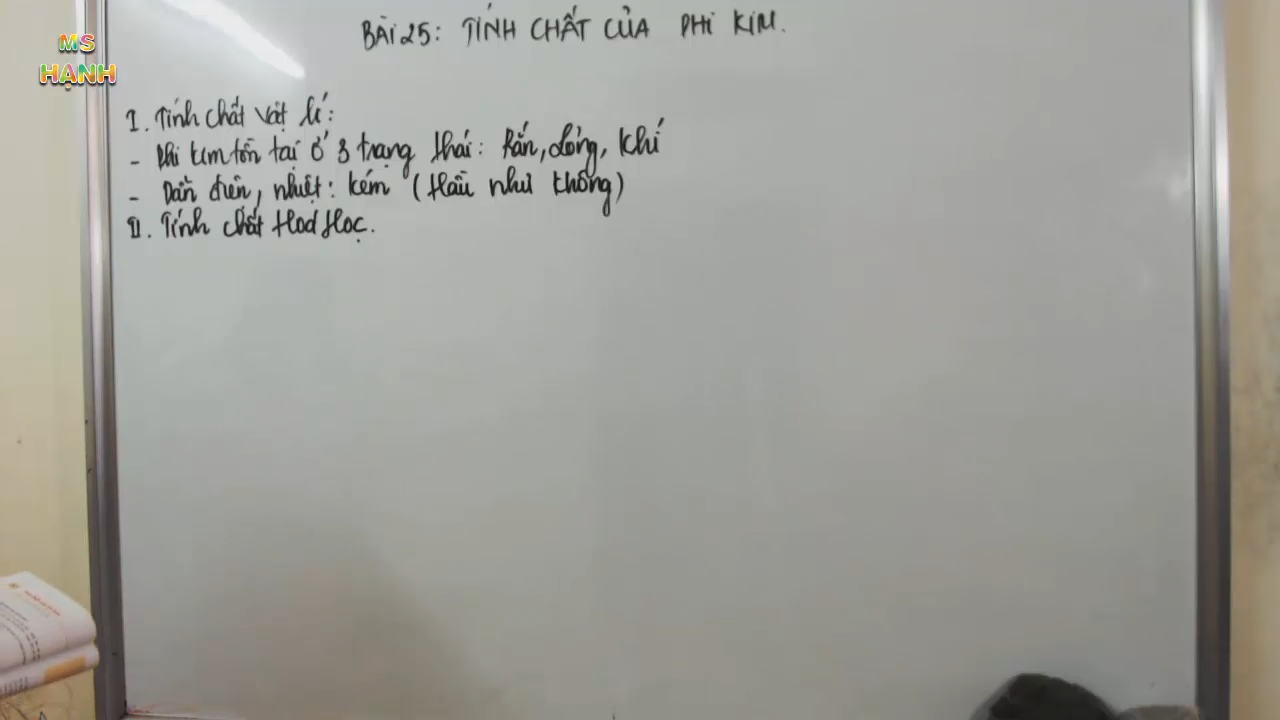 MS
HẠNH
BÀI 25: TÍNH CHẤT CỦA PHI KIM.
I. Tính chất vật lí:
- Phi kim tồn tại ở 3 trạng thái: Rắn, Lỏng, Khí
- Dẫn điện, nhiệt: kém (Hầu như không)
II. Tính chất Hoá Học.